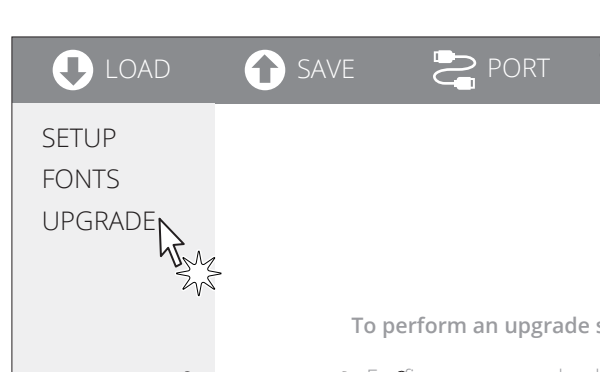 LOAD SAVE PORT
SETUP
FONTS
UPGRADE
To perform an upgrade s